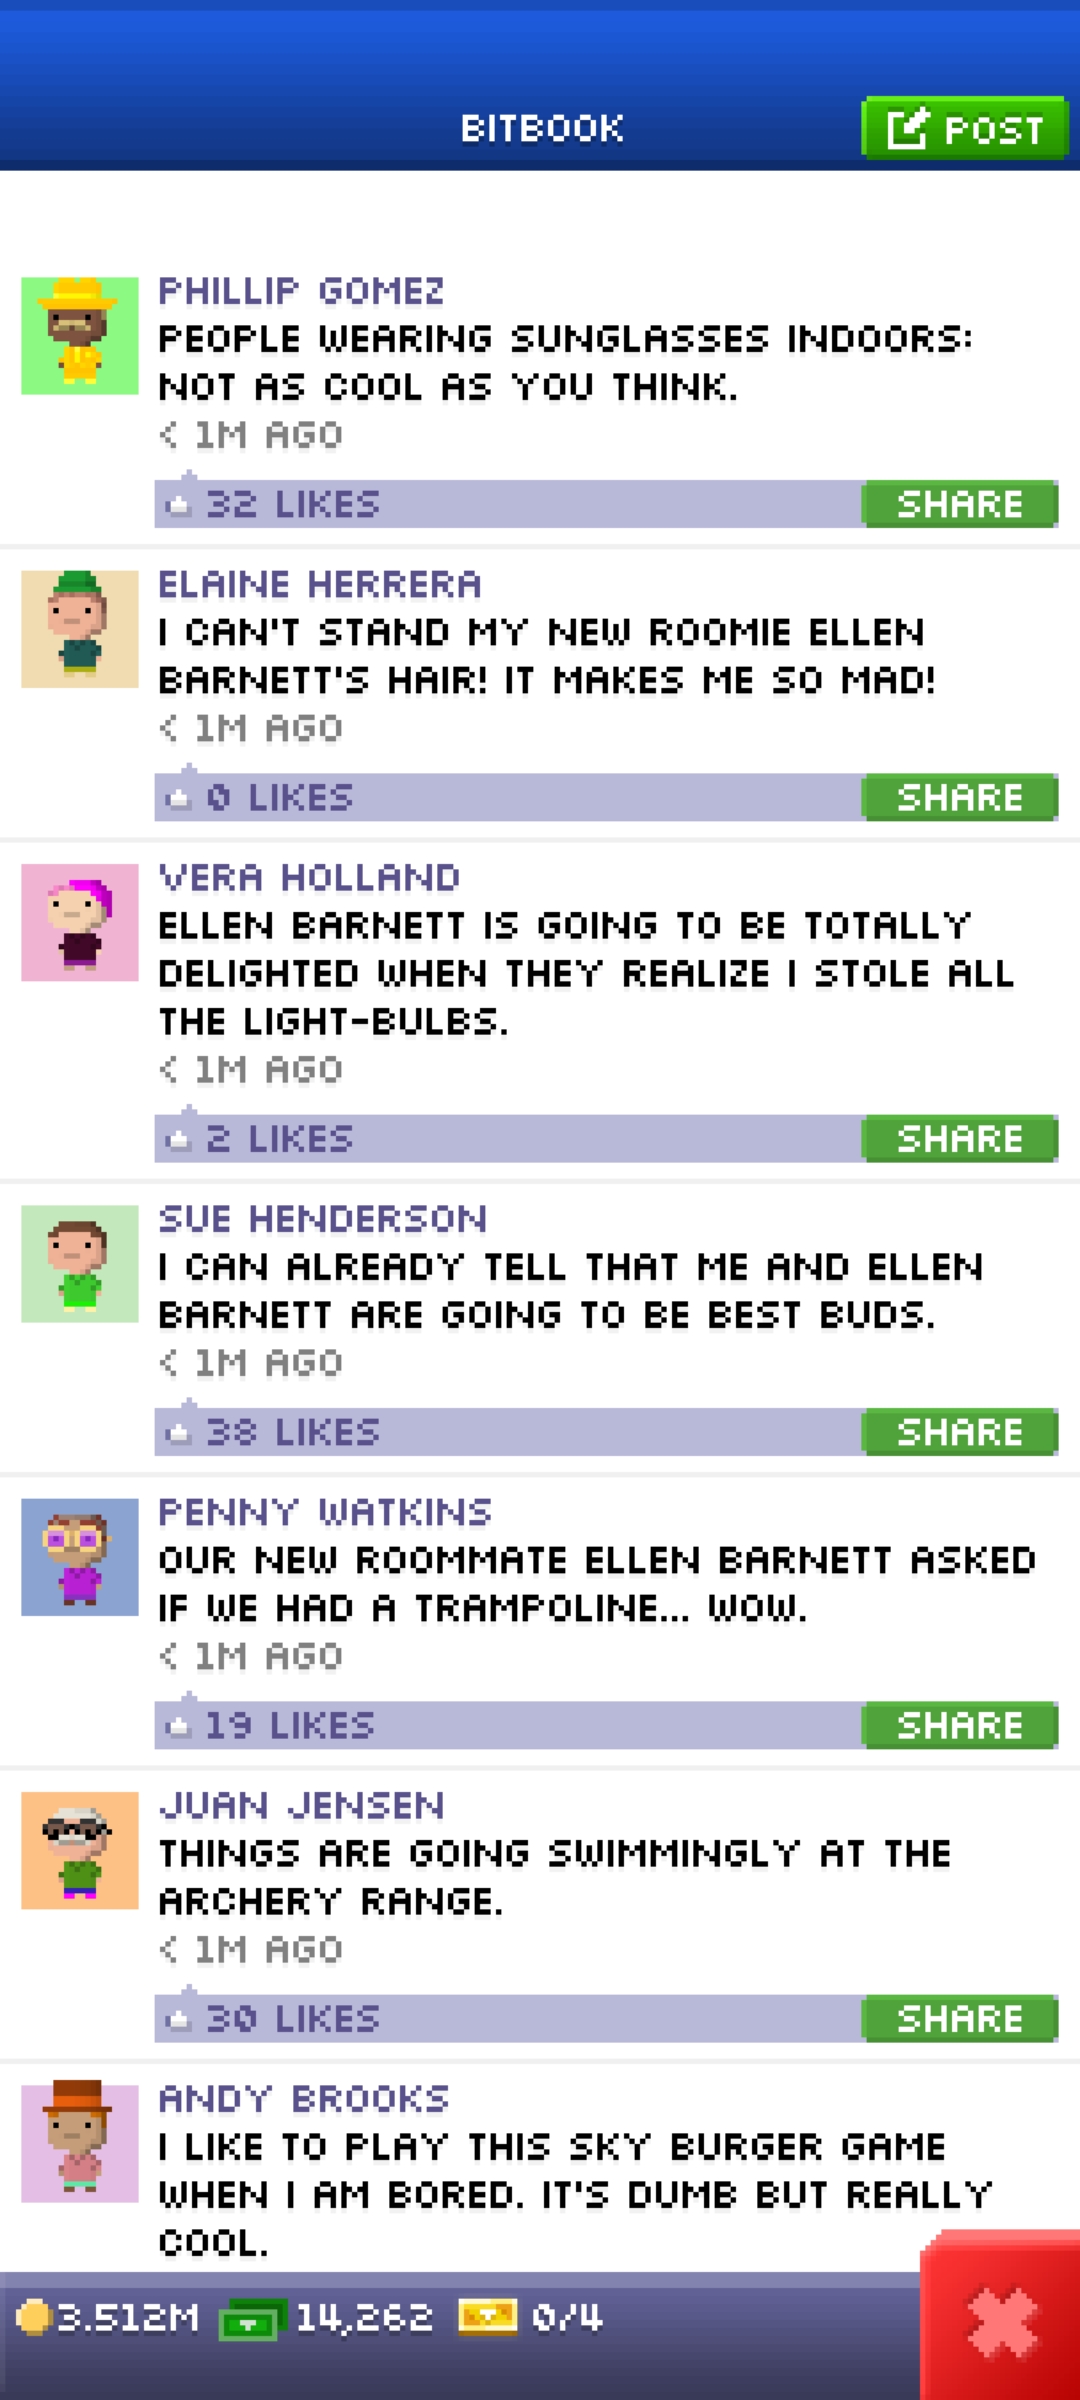 BITBOOK
POST
PHILLIP GOMEZ
PEOPLE WEARING SUNGLASSES INDOORS:
NOT AS COOL AS YOU THINK.
< 1M AGO
32 LIKES
SHARE
ELAINE HERRERA
I CAN'T STAND MY NEW ROOMIE ELLEN
BARNETT'S HAIR! IT MAKES ME SO MAD!
< 1M AGO
0 LIKES
SHARE
VERA HOLLAND
ELLEN BARNETT IS GOING TO BE TOTALLY
DELIGHTED WHEN THEY REALIZE I STOLE ALL
THE LIGHT-BULBS.
< 1M AGO
2 LIKES
SHARE
SUE HENDERSON
I CAN ALREADY TELL THAT ME AND ELLEN
BARNETT ARE GOING TO BE BEST BUDS.
< 1M AGO
38 LIKES
SHARE
PENNY WATKINS
OUR NEW ROOMMATE ELLEN BARNETT ASKED
IF WE HAD A TRAMPOLINE... WOW.
< 1M AGO
19 LIKES
SHARE
JUAN JENSEN
THINGS ARE GOING SWIMMINGLY AT THE
ARCHERY RANGE.
< 1M AGO
30 LIKES
SHARE
ANDY BROOKS
I LIKE TO PLAY THIS SKY BURGER GAME
WHEN I AM BORED. IT'S DUMB BUT REALLY
COOL.
3.512M 14,262 0/4